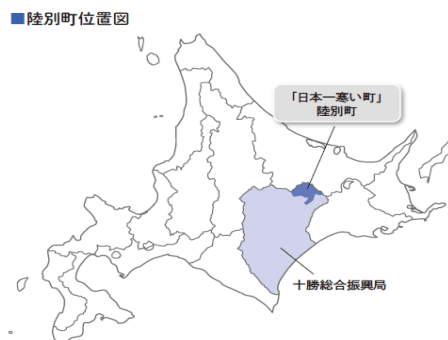 ■陸別町位置図
「日本一寒い町」
陸別町
十勝総合振興局